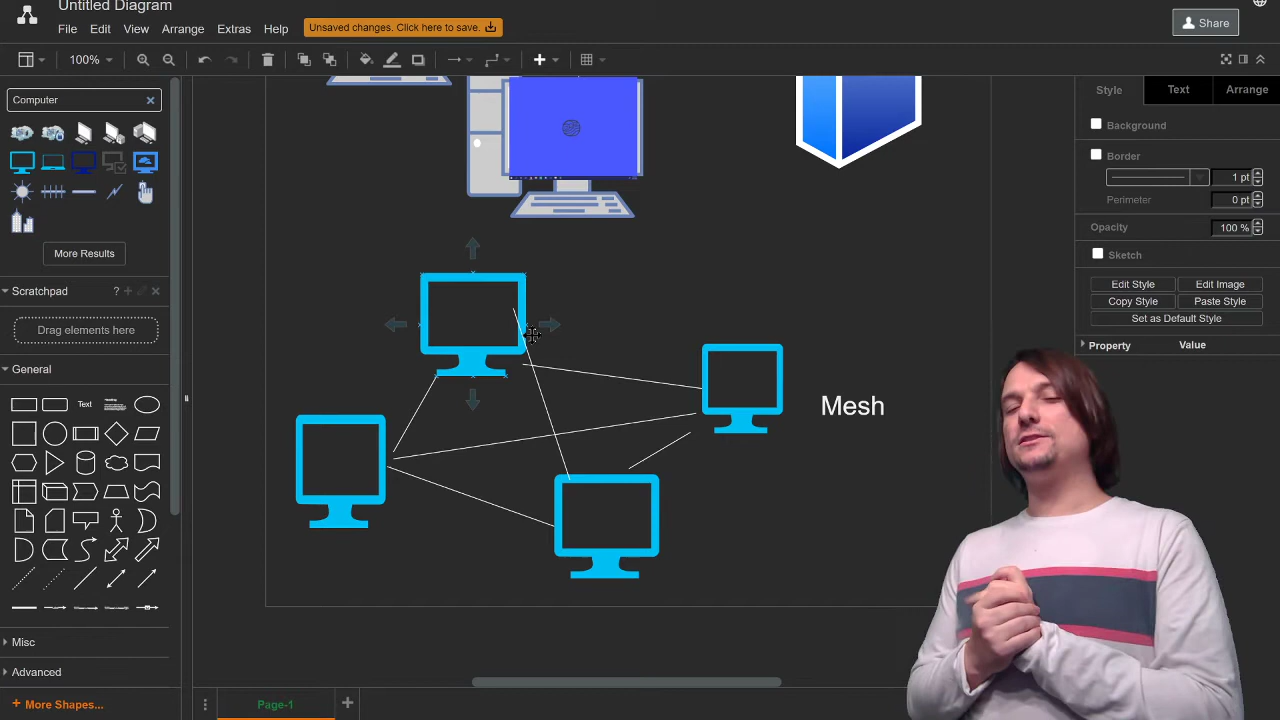 Untitled Diagram
File Edit View Arrange Extras Help
Unsaved changes. Click here to save.
Share
100%
Computer
Style Text Arrange
Background
Border
1 pt
Perimeter
0 pt
Opacity
100 %
Sketch
More Results
Edit Style Edit Image
Copy Style Paste Style
Set as Default Style
Property Value
Scratchpad
?
Drag elements here
General
Text
Mesh
Misc
Advanced
+ More Shapes...
Page-1